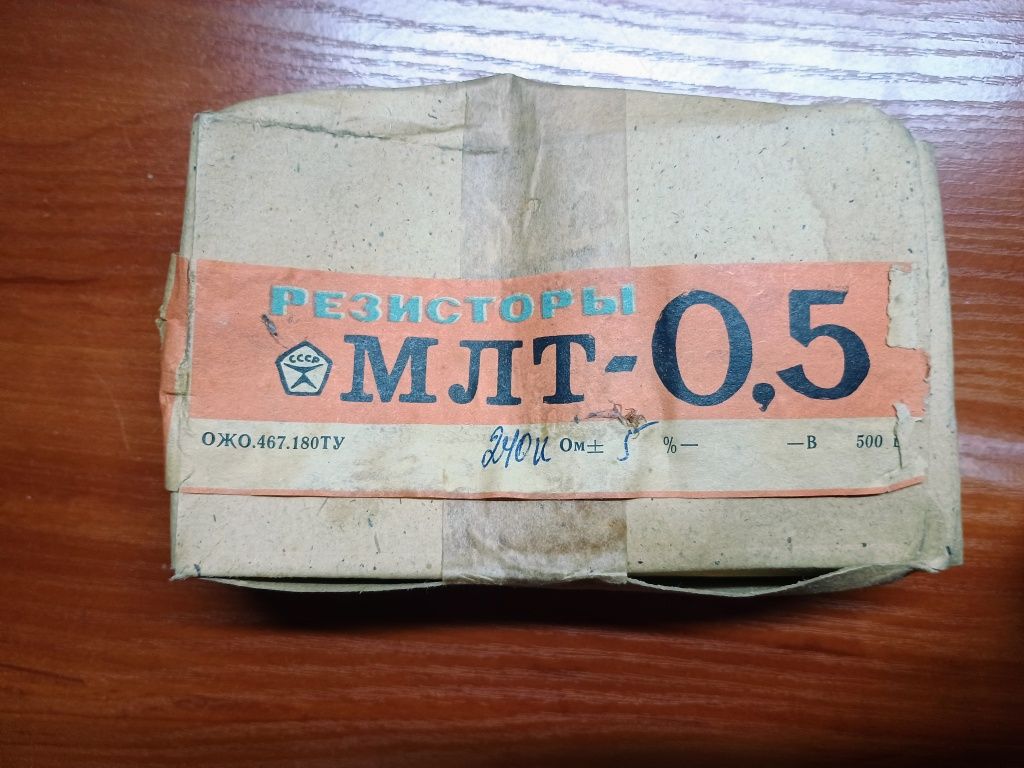 РЕЗИСТОРЫ
СССР
МЛТ-0,5
ОЖО.467.180ТУ 240к Ом± 5 %— —В 500